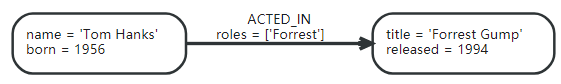 name = 'Tom Hanks'
born = 1956
ACTED_IN
roles = ['Forrest']
title = 'Forrest Gump'
released = 1994